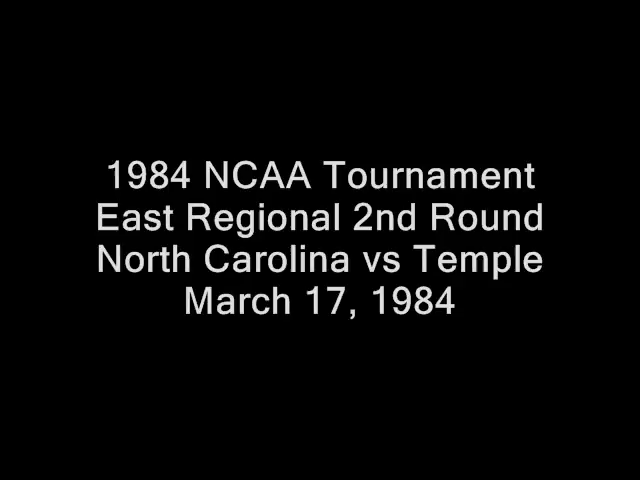 1984 NCAA Tournament
East Regional 2nd Round
North Carolina vs Temple
March 17, 1984